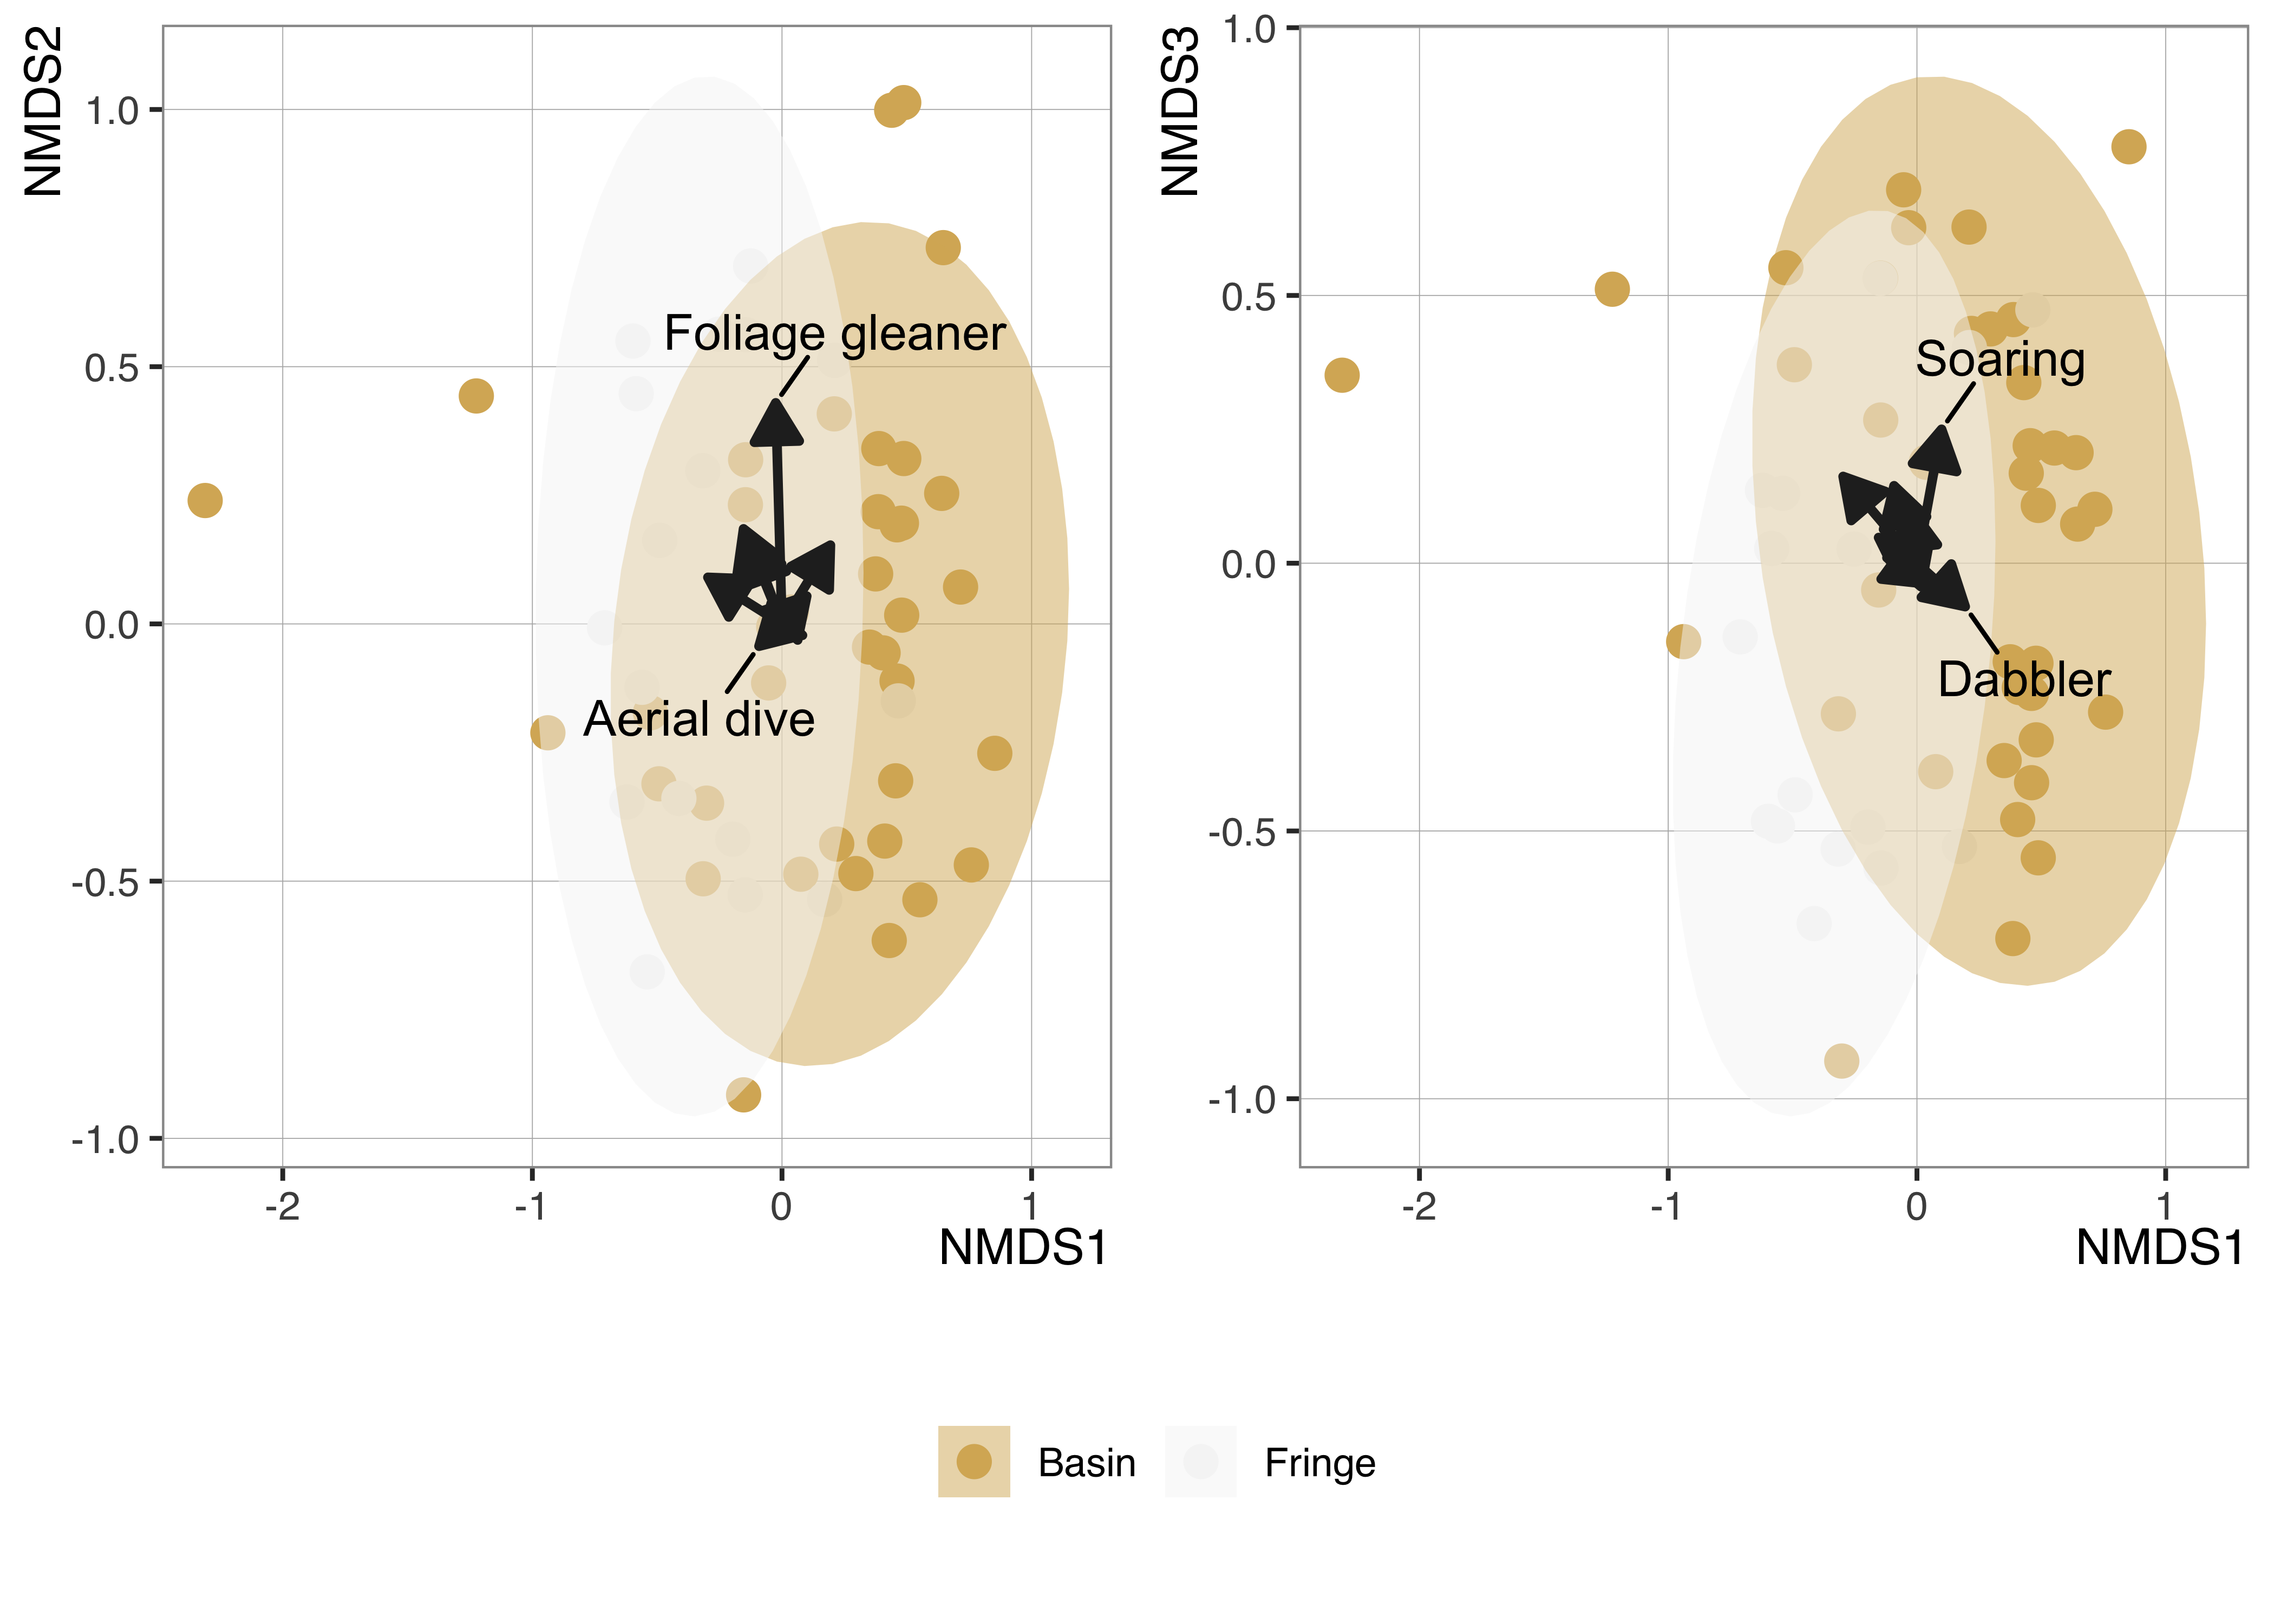 NMDS2
1.0
0.5
0.0
-0.5
-1.0
Foliage gleaner
Aerial dive
-2
-1
0
1
NMDS1
NMDS3
1.0
0.5
0.0
-0.5
-1.0
Soaring
Dabbler
-2
-1
0
1
NMDS1
Basin
Fringe